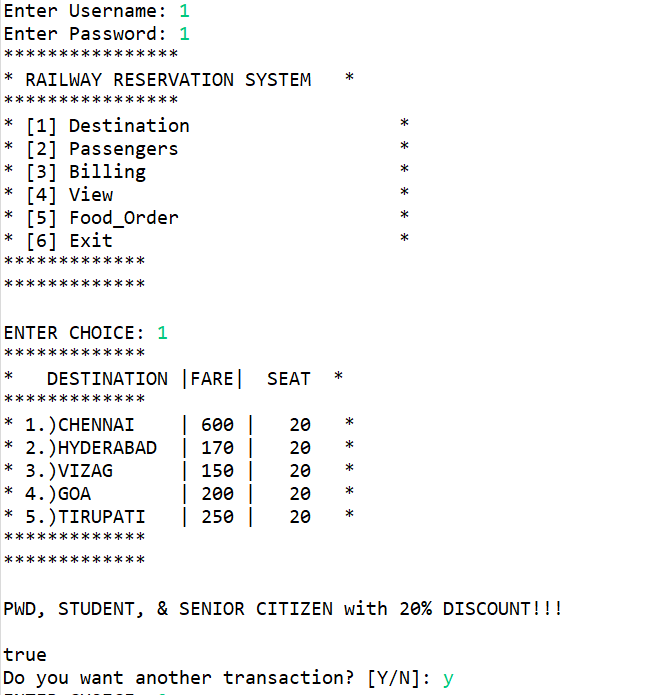 Enter Username: 1
Enter Password: 1
****************
* RAILWAY RESERVATION SYSTEM   *
****************
* [1] Destination                   *
* [2] Passengers                    *
* [3] Billing                       *
* [4] View                          *
* [5] Food_Order                    *
* [6] Exit                          *
*************
*************
ENTER CHOICE: 1
*************
*   DESTINATION |FARE|  SEAT  *
*************
* 1.)CHENNAI    | 600 |   20   *
* 2.)HYDERABAD  | 170 |   20   *
* 3.)VIZAG      | 150 |   20   *
* 4.)GOA        | 200 |   20   *
* 5.)TIRUPATI   | 250 |   20   *
*************
*************
PWD, STUDENT, & SENIOR CITIZEN with 20% DISCOUNT!!!
true
Do you want another transaction? [Y/N]: y